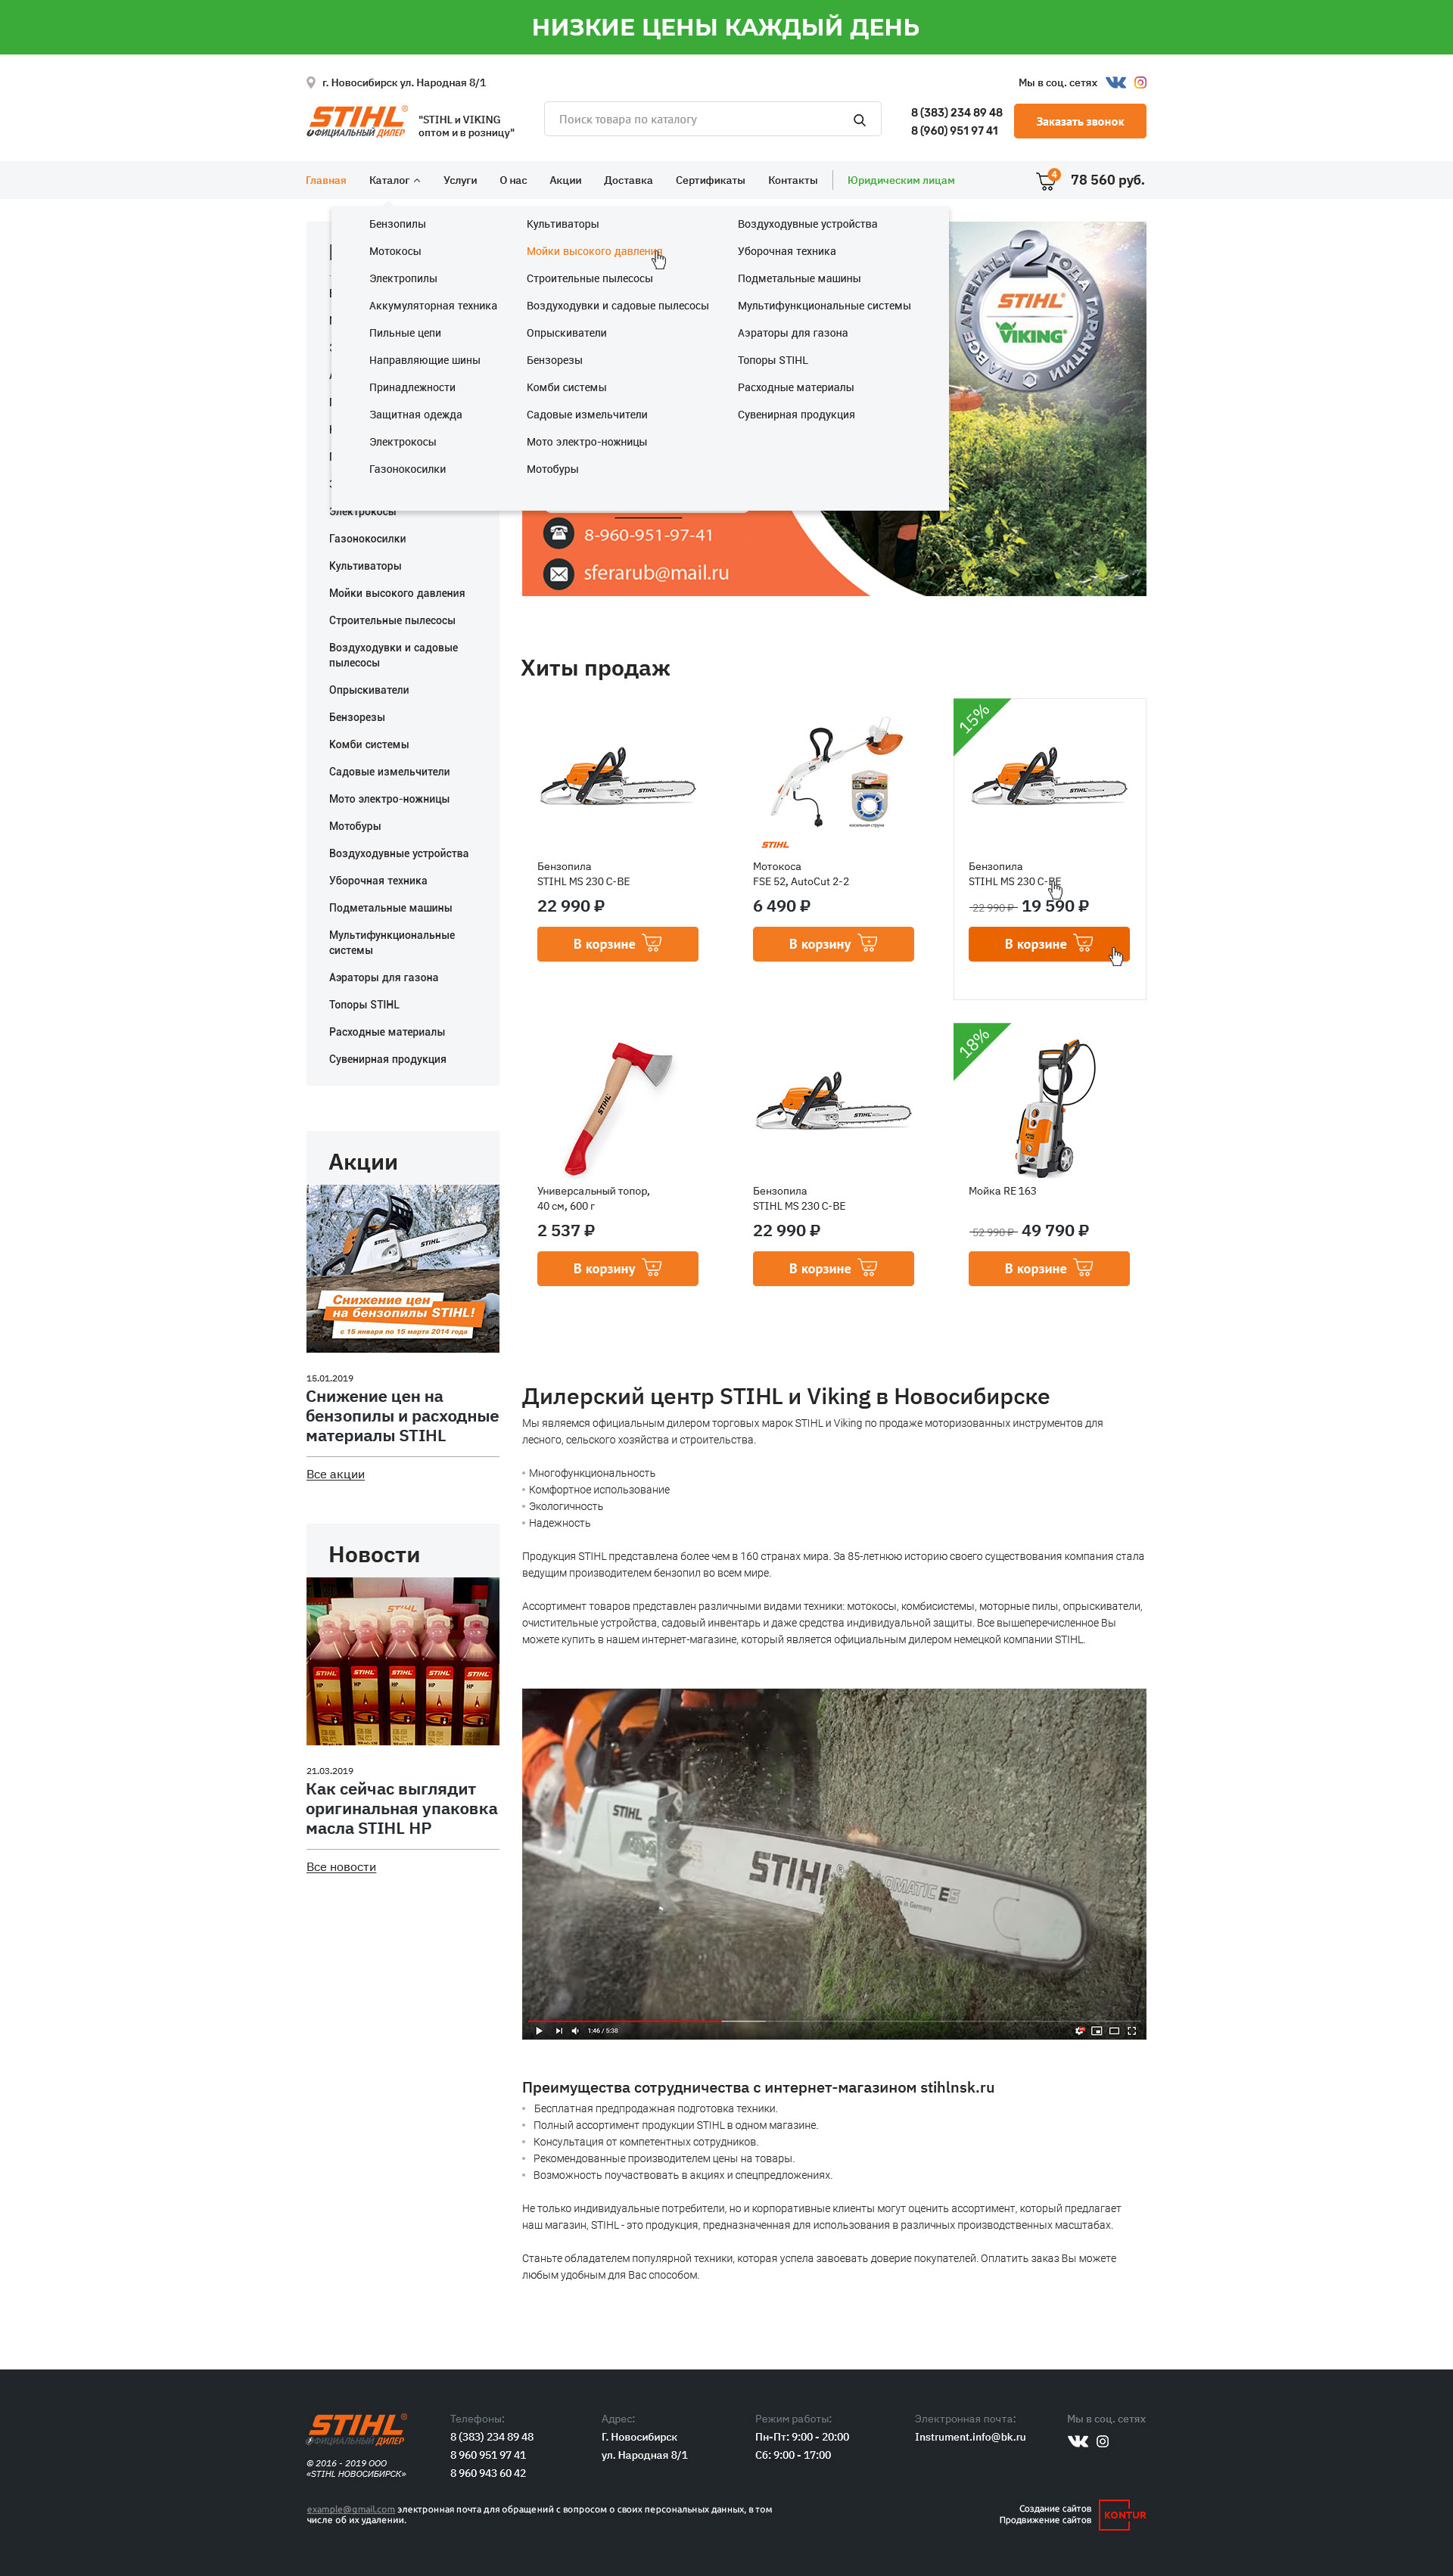 НИЗКИЕ ЦЕНЫ КАЖДЫЙ ДЕНЬ
г. Новосибирск ул. Народная 8/1
Мы в соц. сетях
STIHL®
ОФИЦИАЛЬНЫЙ ДИЛЕР
"STIHL и VIKING
оптом и в розницу"
Поиск товара по каталогу
8 (383) 234 89 48
8 (960) 951 97 41
Заказать звонок
Главная
Каталог
Услуги
О нас
Акции
Доставка
Сертификаты
Контакты
Юридическим лицам
4
78 560 руб.
Бензопилы
Мотокосы
Электропилы
Аккумуляторная техника
Пильные цепи
Направляющие шины
Принадлежности
Защитная одежда
Электрокосы
Газонокосилки
Культиваторы
Мойки высокого давления
Строительные пылесосы
Воздуходувки и садовые пылесосы
Опрыскиватели
Бензорезы
Комби системы
Садовые измельчители
Мото электро-ножницы
Мотобуры
Воздуходувные устройства
Уборочная техника
Подметальные машины
Мультифункциональные системы
Аэраторы для газона
Топоры STIHL
Расходные материалы
Сувенирная продукция
2 ГОДА ГАРАНТИИ
НА ВСЕ АГРЕГАТЫ
STIHL®
VIKING
8-960-951-97-41
sferarub@mail.ru
Электрокосы
Газонокосилки
Культиваторы
Мойки высокого давления
Строительные пылесосы
Воздуходувки и садовые
пылесосы
Опрыскиватели
Бензорезы
Комби системы
Садовые измельчители
Мото электро-ножницы
Мотобуры
Воздуходувные устройства
Уборочная техника
Подметальные машины
Мультифункциональные
системы
Аэраторы для газона
Топоры STIHL
Расходные материалы
Сувенирная продукция
Хиты продаж
STIHL
Бензопила
STIHL MS 230 C-BE
22 990 ₽
В корзине
косильная струна
STIHL
Мотокоса
FSE 52, AutoCut 2-2
6 490 ₽
В корзину
15%
STIHL
Бензопила
STIHL MS 230 C-BE
22 990 ₽ 19 590 ₽
В корзине
STIHL
Универсальный топор,
40 см, 600 г
2 537 ₽
В корзину
STIHL
Бензопила
STIHL MS 230 C-BE
22 990 ₽
В корзине
18%
Мойка RE 163
52 990 ₽ 49 790 ₽
В корзине
Акции
STIHL
STIHL
Снижение цен
на бензопилы STIHL!
с 15 января по 15 марта 2014 года
15.01.2019
Снижение цен на
бензопилы и расходные
материалы STIHL
Все акции
Новости
STIHL
STIHL STIHL STIHL STIHL STIHL
HP HP HP HP HP
21.03.2019
Как сейчас выглядит
оригинальная упаковка
масла STIHL HP
Все новости
Дилерский центр STIHL и Viking в Новосибирске
Мы являемся официальным дилером торговых марок STIHL и Viking по продаже моторизованных инструментов для
лесного, сельского хозяйства и строительства.
Многофункциональность
Комфортное использование
Экологичность
Надежность
Продукция STIHL представлена более чем в 160 странах мира. За 85-летнюю историю своего существования компания стала
ведущим производителем бензопил во всем мире.
Ассортимент товаров представлен различными видами техники: мотокосы, комбисистемы, моторные пилы, опрыскиватели,
очистительные устройства, садовый инвентарь и даже средства индивидуальной защиты. Все вышеперечисленное Вы
можете купить в нашем интернет-магазине, который является официальным дилером немецкой компании STIHL.
STIHL
STIHL®
OMATIC ES
in Germany
1:46 / 5:38
Преимущества сотрудничества с интернет-магазином stihlnsk.ru
Бесплатная предпродажная подготовка техники.
Полный ассортимент продукции STIHL в одном магазине.
Консультация от компетентных сотрудников.
Рекомендованные производителем цены на товары.
Возможность поучаствовать в акциях и спецпредложениях.
Не только индивидуальные потребители, но и корпоративные клиенты могут оценить ассортимент, который предлагает
наш магазин, STIHL - это продукция, предназначенная для использования в различных производственных масштабах.
Станьте обладателем популярной техники, которая успела завоевать доверие покупателей. Оплатить заказ Вы можете
любым удобным для Вас способом.
STIHL®
ОФИЦИАЛЬНЫЙ ДИЛЕР
© 2016 - 2019 ООО
«STIHL НОВОСИБИРСК»
Телефоны:
8 (383) 234 89 48
8 960 951 97 41
8 960 943 60 42
Адрес:
Г. Новосибирск
ул. Народная 8/1
Режим работы:
Пн-Пт: 9:00 - 20:00
Сб: 9:00 - 17:00
Электронная почта:
Instrument.info@bk.ru
Мы в соц. сетях
example@gmail.com электронная почта для обращений с вопросом о своих персональных данных, в том
числе об их удалении.
Создание сайтов
Продвижение сайтов
KONTUR